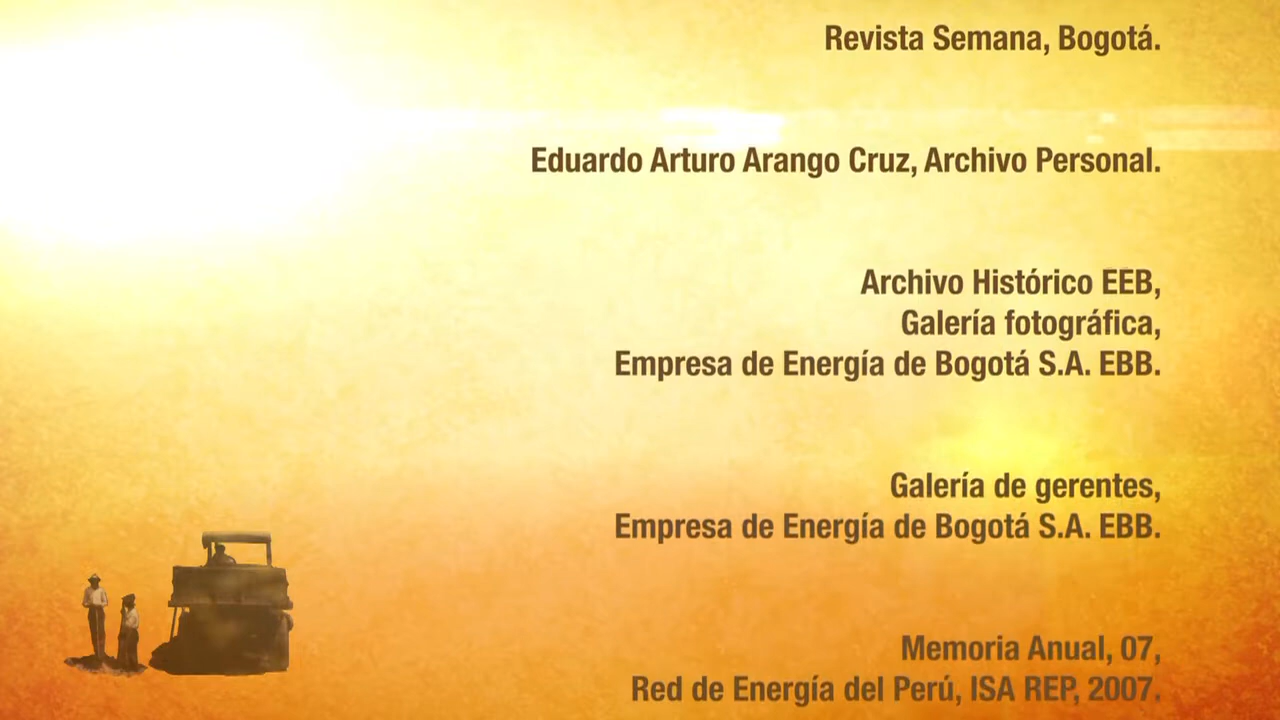 Revista Semana, Bogotá.
Eduardo Arturo Arango Cruz, Archivo Personal.
Archivo Histórico EEB,
Galería fotográfica,
Empresa de Energía de Bogotá S.A. EBB.
Galería de gerentes,
Empresa de Energía de Bogotá S.A. EBB.
Memoria Anual, 07,
Red de Energía del Perú, ISA REP, 2007.